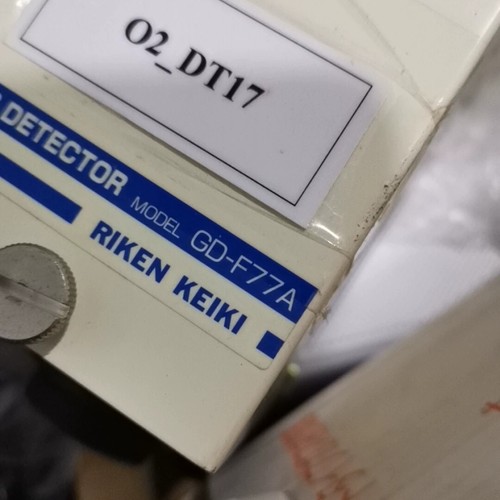 O2_DT17
DETECTOR MODEL GD-F77A
RIKEN KEIKI